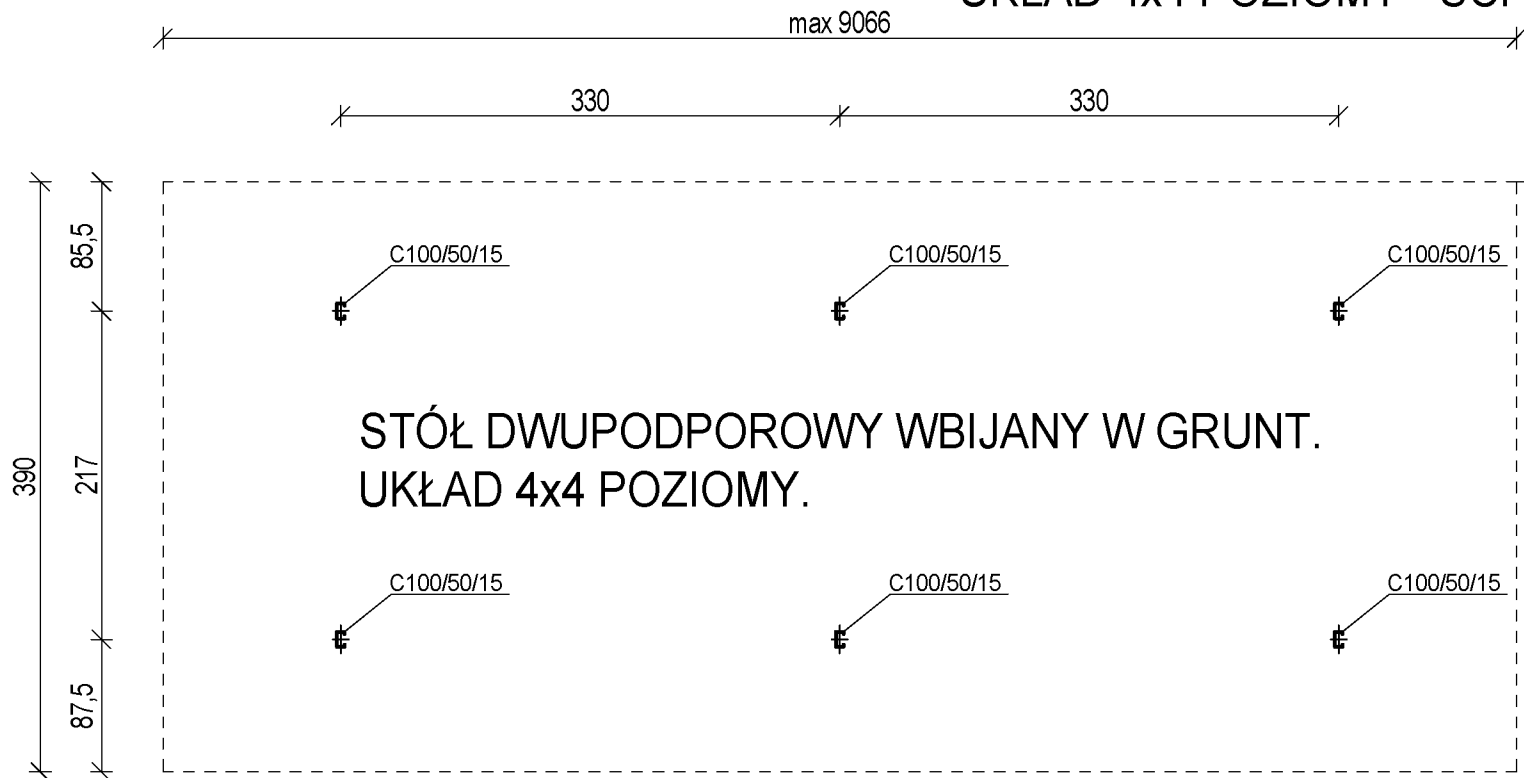 max 9066
330 330
85,5
C100/50/15 C100/50/15 C100/50/15
390
217
STÓŁ DWUPODPOROWY WBIJANY W GRUNT.
UKŁAD 4x4 POZIOMY.
C100/50/15 C100/50/15 C100/50/15
87,5